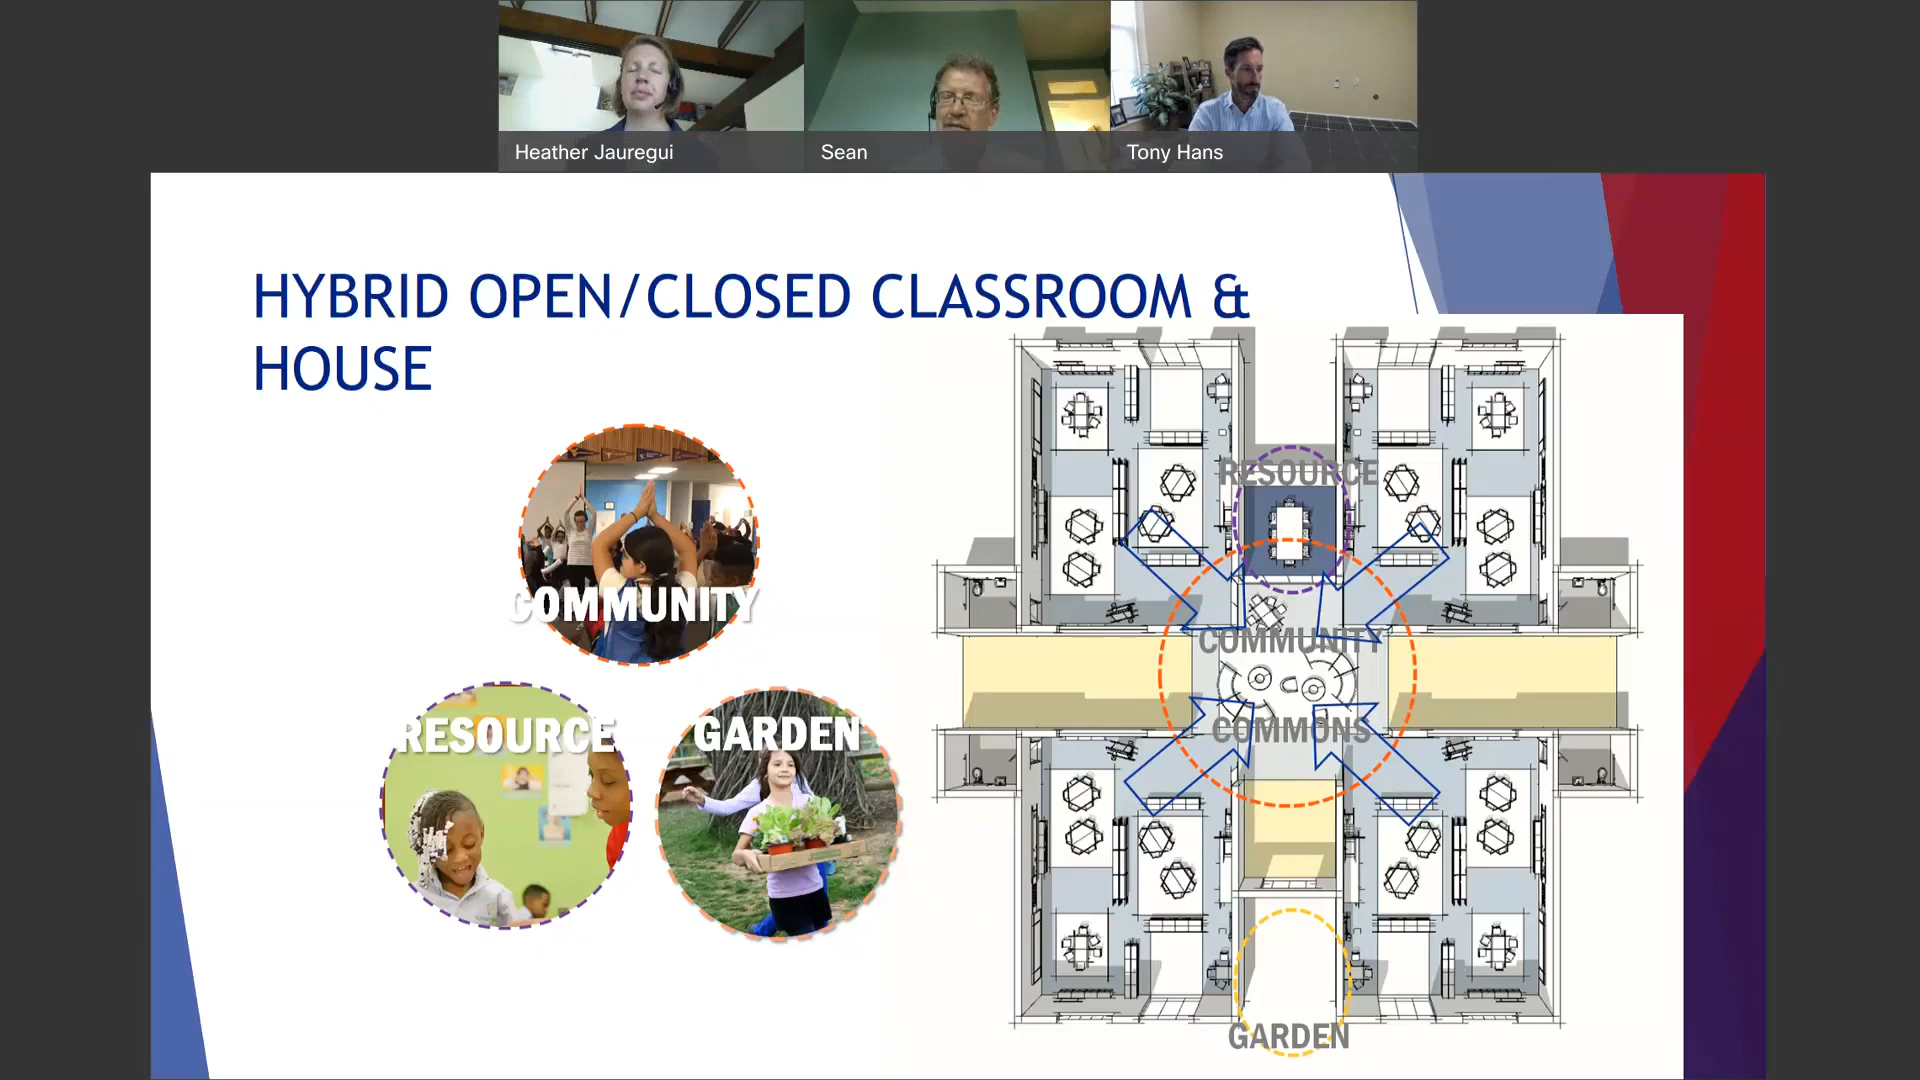 Heather Jauregui
Sean
Tony Hans
HYBRID OPEN/CLOSED CLASSROOM &
HOUSE
COMMUNITY
RESOURCE
GARDEN
RESOURCE
COMMUNITY
COMMONS
GARDEN